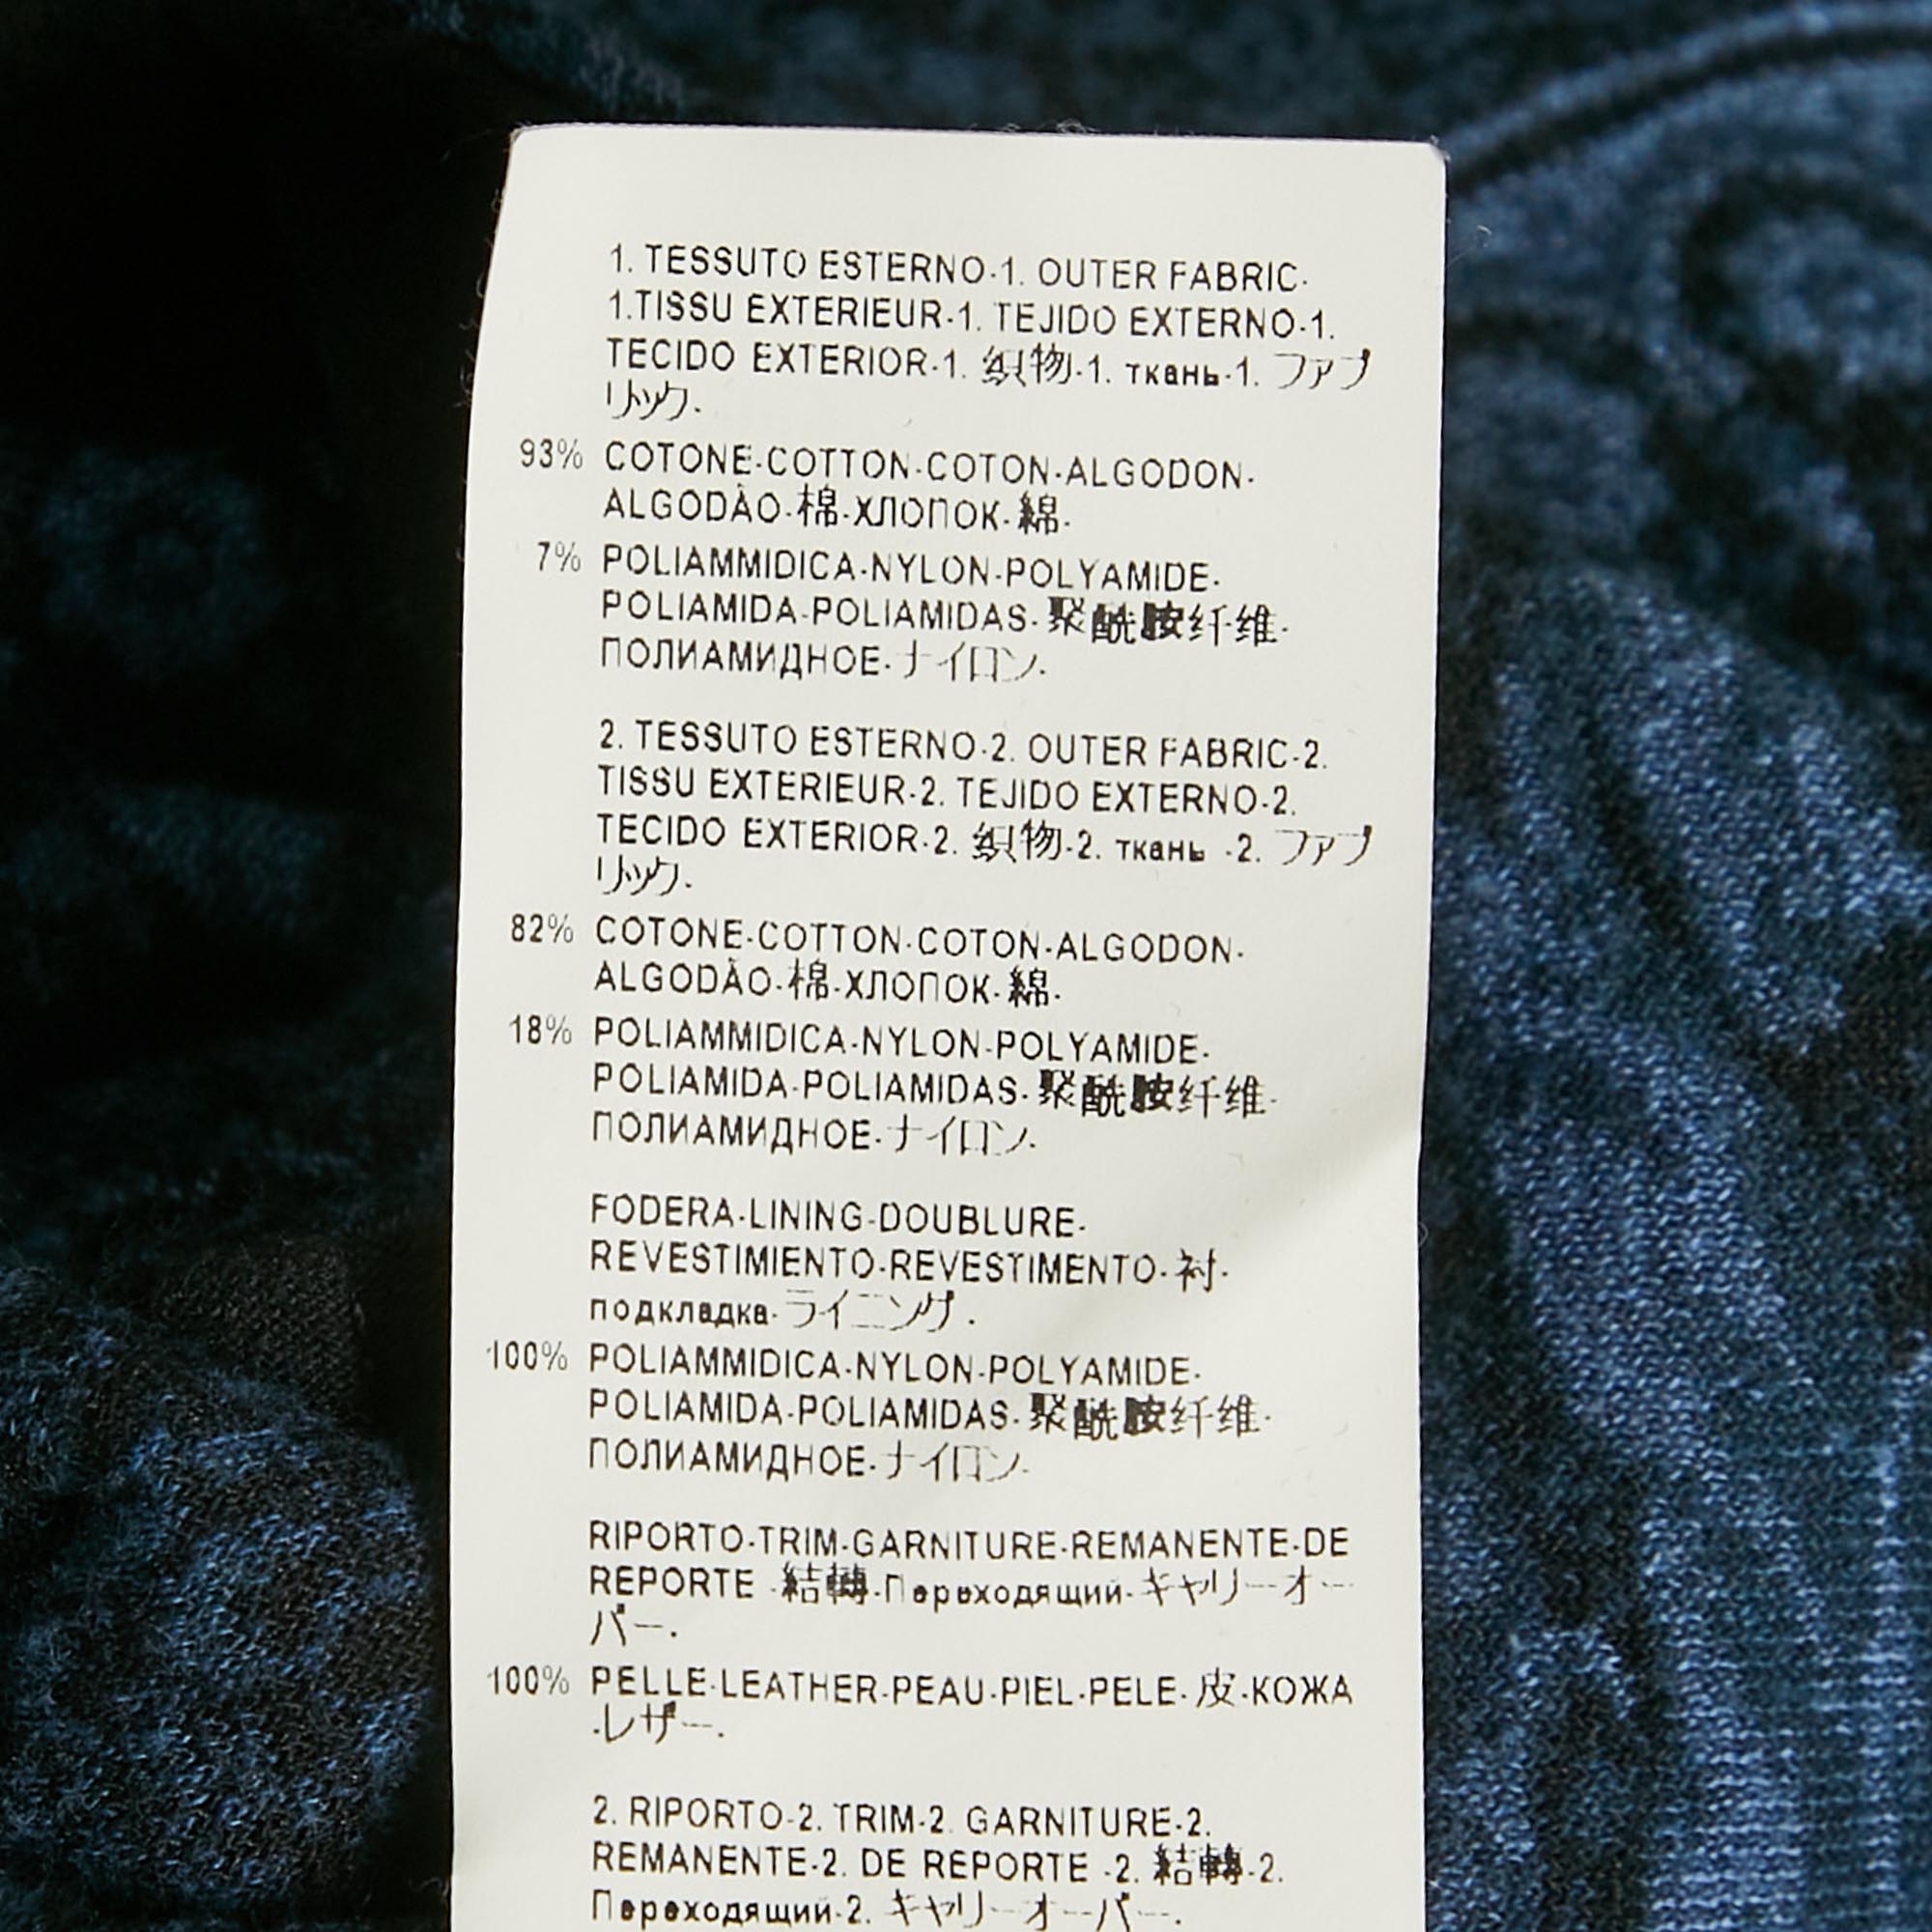 1. TESSUTO ESTERNO-1. OUTER FABRIC-
1.TISSU EXTERIEUR-1. TEJIDO EXTERNO-1.
TECIDO EXTERIOR-1. 织物-1. ткань-1. ファブ
リック-
93% COTONE-COTTON-COTON-ALGODON-
ALGODÃO-棉-ХЛОПОК-綿-
7% POLIAMMIDICA-NYLON-POLYAMIDE-
POLIAMIDA-POLIAMIDAS-聚酰胺纤维-
ПОЛИАМИДНОЕ-ナイロン-
2. TESSUTO ESTERNO-2. OUTER FABRIC-2.
TISSU EXTERIEUR-2. TEJIDO EXTERNO-2.
TECIDO EXTERIOR-2. 织物-2. ткань -2. ファブ
リック-
82% COTONE-COTTON-COTON-ALGODON-
ALGODÃO-棉-ХЛОПОК-綿-
18% POLIAMMIDICA-NYLON-POLYAMIDE-
POLIAMIDA-POLIAMIDAS-聚酰胺纤维-
ПОЛИАМИДНОЕ-ナイロン-
FODERA-LINING-DOUBLURE-
REVESTIMIENTO-REVESTIMENTO-衬-
подкладка-ライニング-
100% POLIAMMIDICA-NYLON-POLYAMIDE-
POLIAMIDA-POLIAMIDAS-聚酰胺纤维-
ПОЛИАМИДНОЕ-ナイロン-
RIPORTO-TRIM-GARNITURE-REMANENTE-DE
REPORTE -結轉-Переходящий-キャリーオー
バー-
100% PELLE-LEATHER-PEAU-PIEL-PELE-皮-КОЖА
-レザー-
2. RIPORTO-2. TRIM-2. GARNITURE-2.
REMANENTE-2. DE REPORTE -2. 結轉-2.
Переходящий-2. キャリーオーバー-